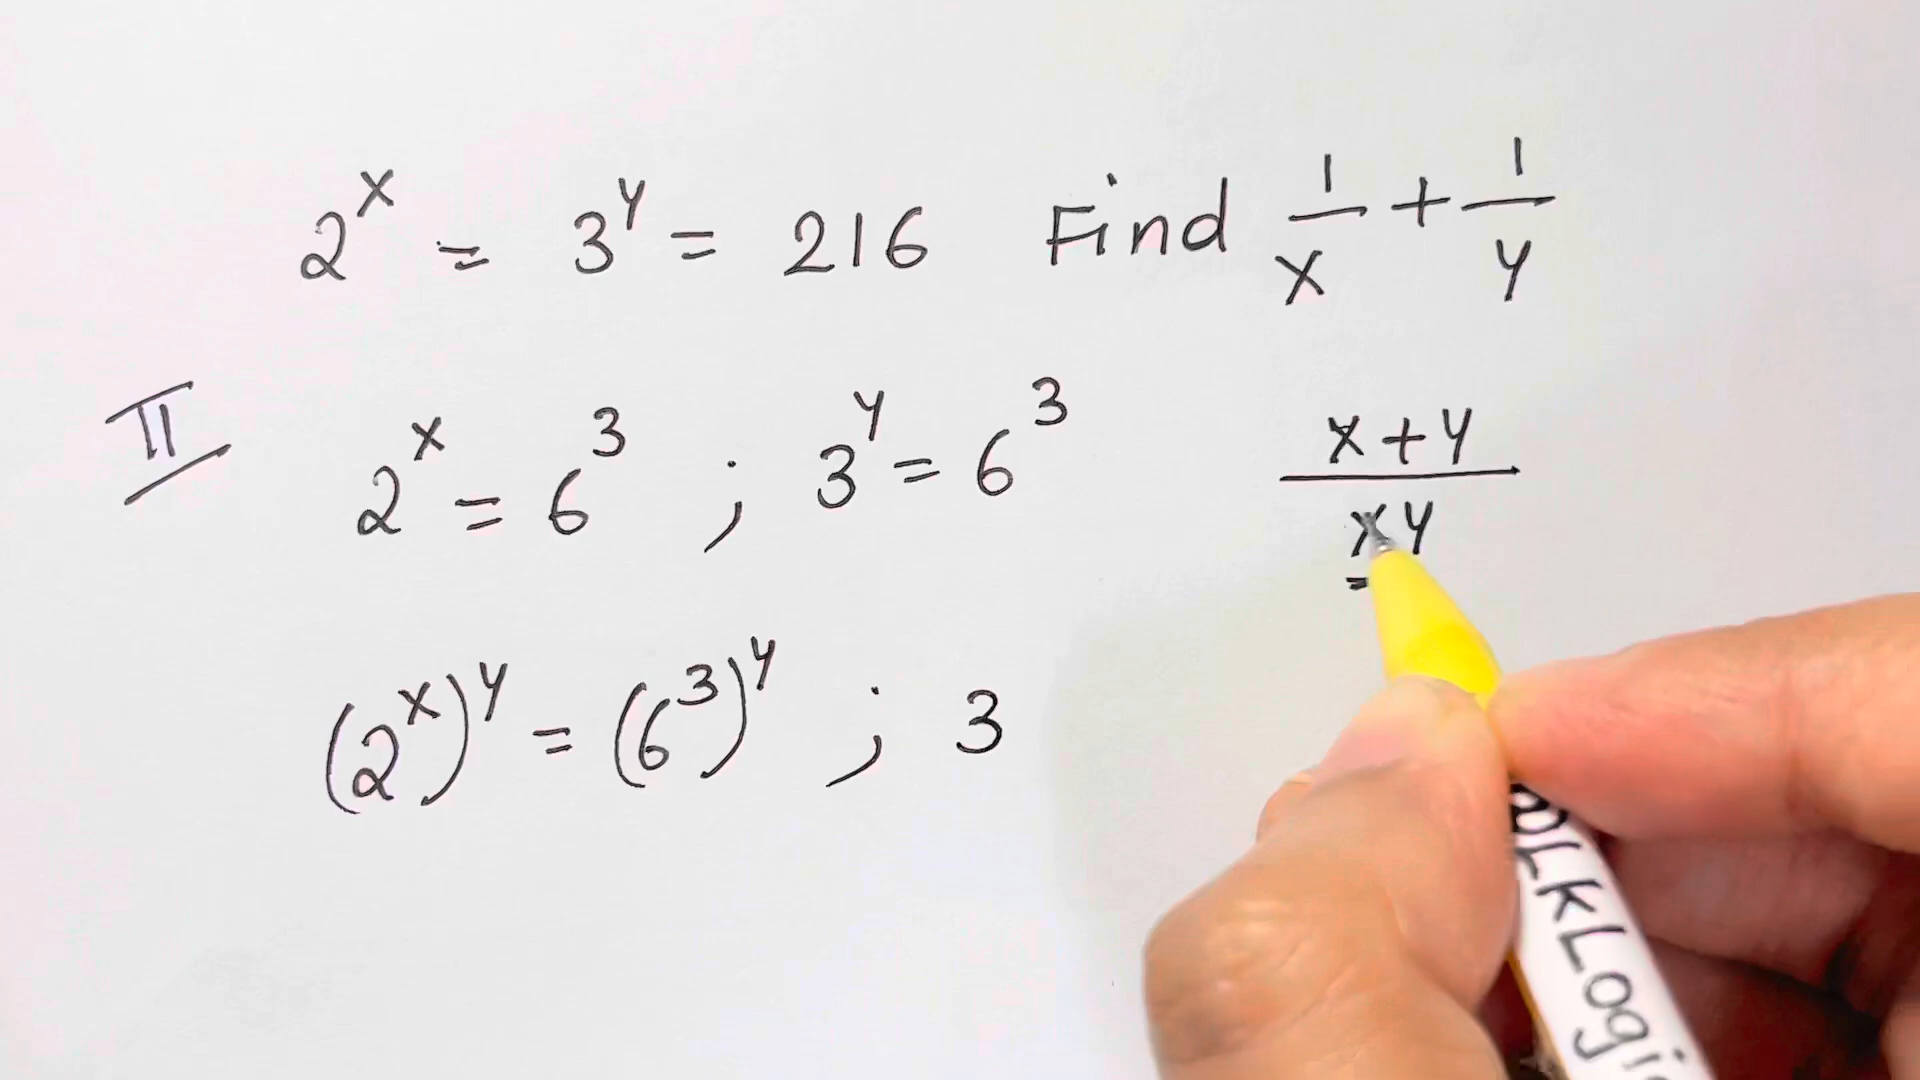 2^x = 3^y = 216 Find 1/x + 1/y
II 2^x = 6^3 ; 3^y = 6^3
x + y
xy
=
(2^x)^y = (6^3)^y ; 3